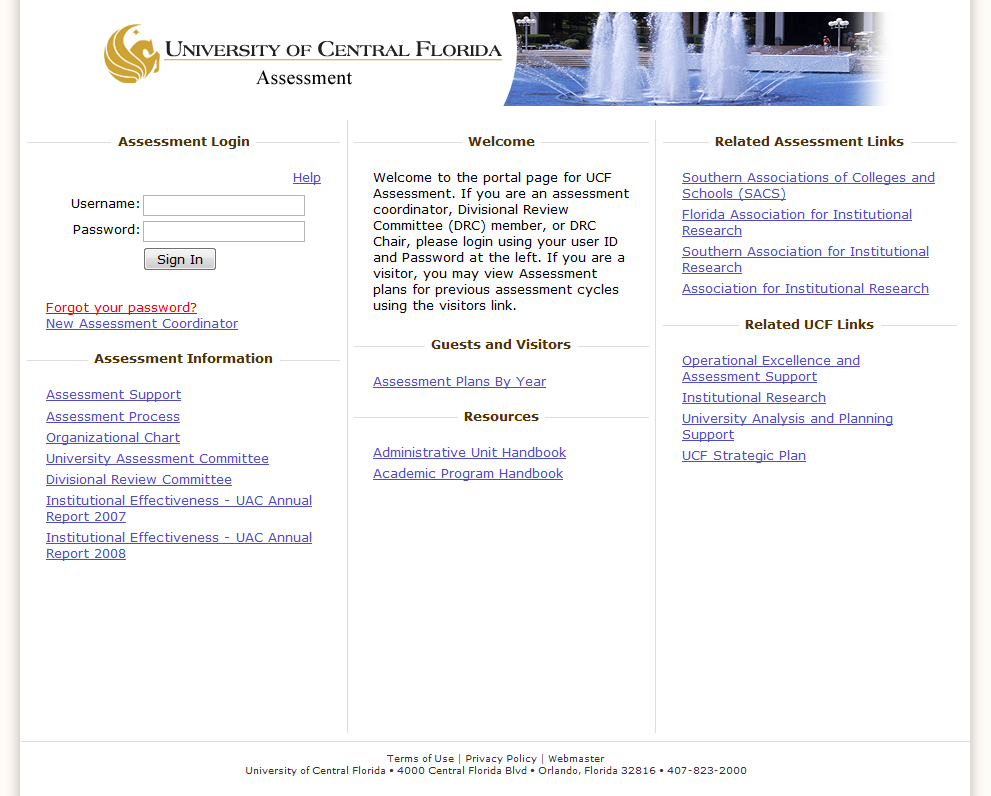 University of Central Florida
Assessment
Assessment Login
Help
Username:
Password:
Sign In
Forgot your password?
New Assessment Coordinator
Assessment Information
Assessment Support
Assessment Process
Organizational Chart
University Assessment Committee
Divisional Review Committee
Institutional Effectiveness - UAC Annual
Report 2007
Institutional Effectiveness - UAC Annual
Report 2008
Welcome
Welcome to the portal page for UCF
Assessment. If you are an assessment
coordinator, Divisional Review
Committee (DRC) member, or DRC
Chair, please login using your user ID
and Password at the left. If you are a
visitor, you may view Assessment
plans for previous assessment cycles
using the visitors link.
Guests and Visitors
Assessment Plans By Year
Resources
Administrative Unit Handbook
Academic Program Handbook
Related Assessment Links
Southern Associations of Colleges and
Schools (SACS)
Florida Association for Institutional
Research
Southern Association for Institutional
Research
Association for Institutional Research
Related UCF Links
Operational Excellence and
Assessment Support
Institutional Research
University Analysis and Planning
Support
UCF Strategic Plan
Terms of Use | Privacy Policy | Webmaster
University of Central Florida • 4000 Central Florida Blvd • Orlando, Florida 32816 • 407-823-2000